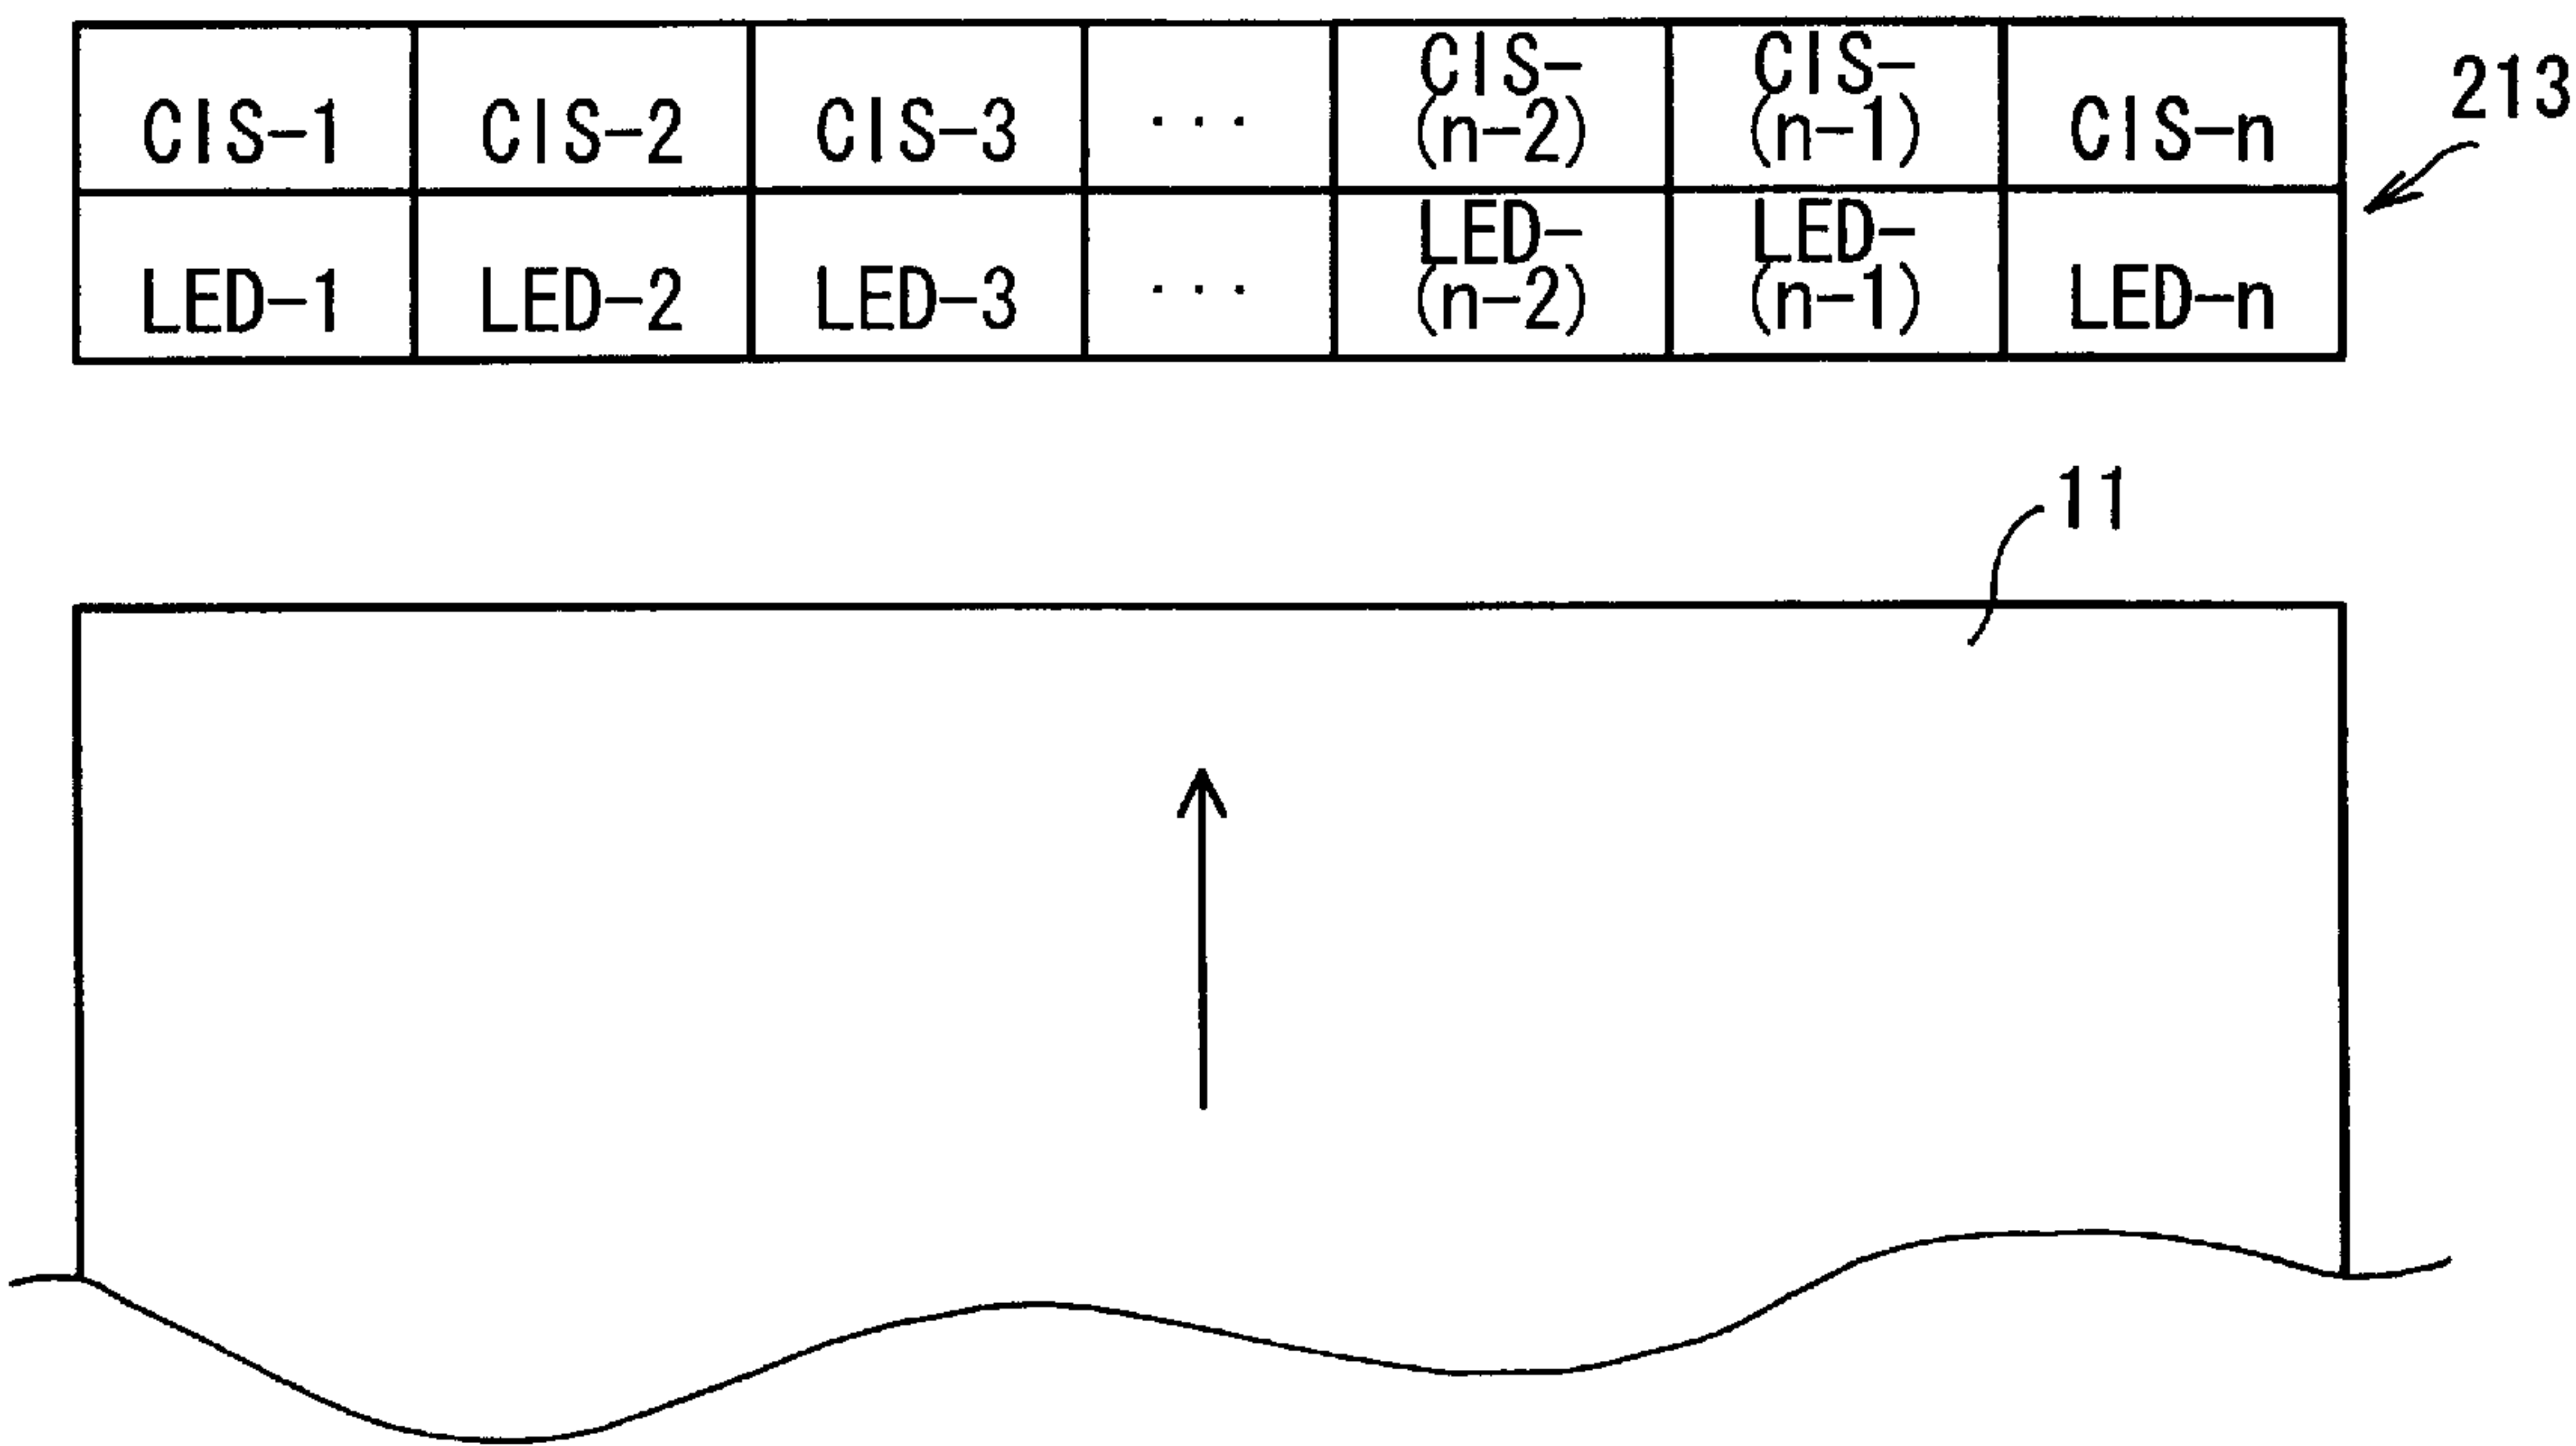 CIS-1 CIS-2 CIS-3 ... CIS-(n-2) CIS-(n-1) CIS-n
213
LED-1 LED-2 LED-3 ... LED-(n-2) LED-(n-1) LED-n
11